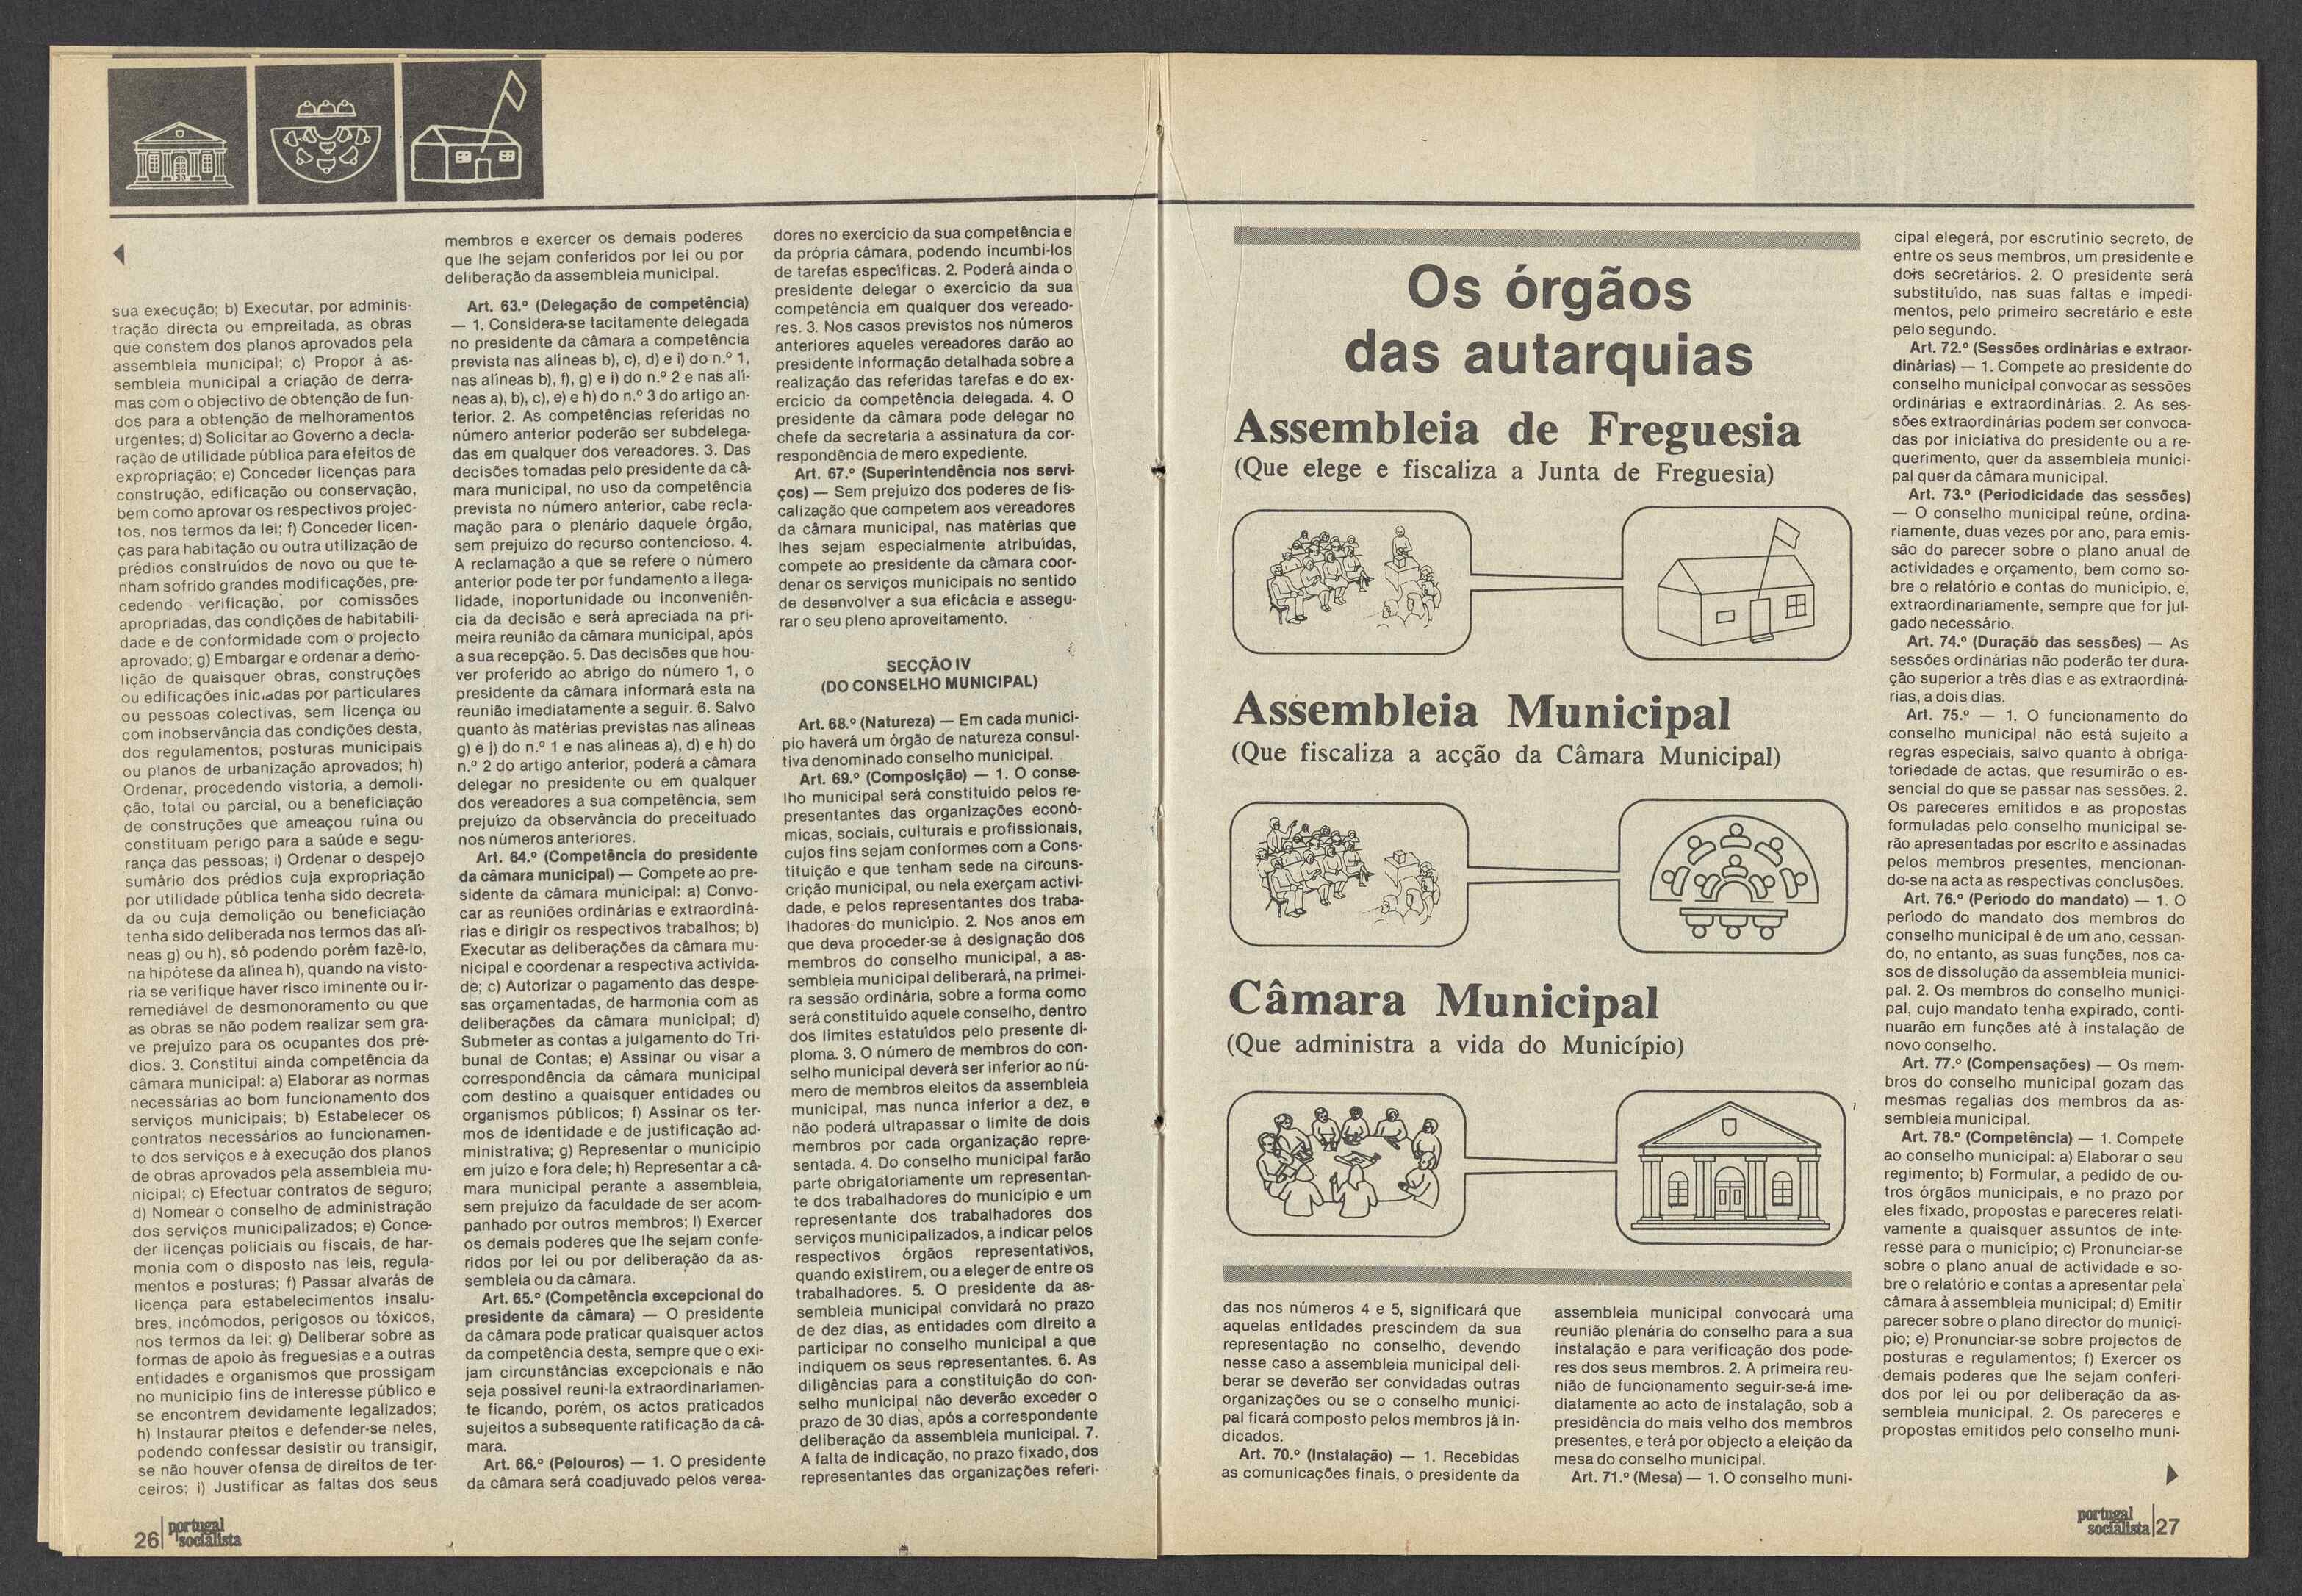 sua execução; b) Executar, por adminis-
tração directa ou empreitada, as obras
que constem dos planos aprovados pela
assembleia municipal; c) Propor à as-
sembleia municipal a criação de derra-
mas com o objectivo de obtenção de fun-
dos para a obtenção de melhoramentos
urgentes; d) Solicitar ao Governo a decla-
ração de utilidade pública para efeitos de
expropriação; e) Conceder licenças para
construção, edificação ou conservação,
bem como aprovar os respectivos projec-
tos, nos termos da lei; f) Conceder licen-
ças para habitação ou outra utilização de
prédios construídos de novo ou que te-
nham sofrido grandes modificações, pre-
cedendo verificação, por comissões
apropriadas, das condições de habitabili-
dade e de conformidade com o projecto
aprovado; g) Embargar e ordenar a demo-
lição de quaisquer obras, construções
ou edificações iniciadas por particulares
ou pessoas colectivas, sem licença ou
com inobservância das condições desta,
dos regulamentos, posturas municipais
ou planos de urbanização aprovados; h)
Ordenar, procedendo vistoria, a demoli-
ção, total ou parcial, ou a beneficiação
de construções que ameaçou ruína ou
constituam perigo para a saúde e segu-
rança das pessoas; i) Ordenar o despejo
sumário dos prédios cuja expropriação
por utilidade pública tenha sido decreta-
da ou cuja demolição ou beneficiação
tenha sido deliberada nos termos das alí-
neas g) ou h), só podendo porém fazê-lo,
na hipótese da alínea h), quando na visto-
ria se verifique haver risco iminente ou ir-
remediável de desmonoramento ou que
as obras se não podem realizar sem gra-
ve prejuízo para os ocupantes dos pré-
dios. 3. Constitui ainda competência da
câmara municipal: a) Elaborar as normas
necessárias ao bom funcionamento dos
serviços municipais; b) Estabelecer os
contratos necessários ao funcionamen-
to dos serviços e à execução dos planos
de obras aprovados pela assembleia mu-
nicipal; c) Efectuar contratos de seguro;
d) Nomear o conselho de administração
dos serviços municipalizados; e) Conce-
der licenças policiais ou fiscais, de har-
monia com o disposto nas leis, regula-
mentos e posturas; f) Passar alvarás de
licença para estabelecimentos insalu-
bres, incómodos, perigosos ou tóxicos,
nos termos da lei; g) Deliberar sobre as
formas de apoio às freguesias e a outras
entidades e organismos que prossigam
no município fins de interesse público e
se encontrem devidamente legalizados;
h) Instaurar pleitos e defender-se neles,
podendo confessar desistir ou transigir,
se não houver ofensa de direitos de ter-
ceiros; i) Justificar as faltas dos seus
membros e exercer os demais poderes
que lhe sejam conferidos por lei ou por
deliberação da assembleia municipal.
Art. 63.º (Delegação de competência)
— 1. Considera-se tacitamente delegada
no presidente da câmara a competência
prevista nas alíneas b), c), d) e i) do n.º 1,
nas alíneas b), f), g) e i) do n.º 2 e nas alí-
neas a), b), c), e) e h) do n.º 3 do artigo an-
terior. 2. As competências referidas no
número anterior poderão ser subdelega-
das em qualquer dos vereadores. 3. Das
decisões tomadas pelo presidente da câ-
mara municipal, no uso da competência
prevista no número anterior, cabe recla-
mação para o plenário daquele órgão,
sem prejuízo do recurso contencioso. 4.
A reclamação a que se refere o número
anterior pode ter por fundamento a ilega-
lidade, inoportunidade ou inconveniên-
cia da decisão e será apreciada na pri-
meira reunião da câmara municipal, após
a sua recepção. 5. Das decisões que hou-
ver proferido ao abrigo do número 1, o
presidente da câmara informará esta na
reunião imediatamente a seguir. 6. Salvo
quanto às matérias previstas nas alíneas
g) e j) do n.º 1 e nas alíneas a), d) e h) do
n.º 2 do artigo anterior, poderá a câmara
delegar no presidente ou em qualquer
dos vereadores a sua competência, sem
prejuízo da observância do preceituado
nos números anteriores.
Art. 64.º (Competência do presidente
da câmara municipal) — Compete ao pre-
sidente da câmara municipal: a) Convo-
car as reuniões ordinárias e extraordiná-
rias e dirigir os respectivos trabalhos; b)
Executar as deliberações da câmara mu-
nicipal e coordenar a respectiva activida-
de; c) Autorizar o pagamento das despe-
sas orçamentadas, de harmonia com as
deliberações da câmara municipal; d)
Submeter as contas a julgamento do Tri-
bunal de Contas; e) Assinar ou visar a
correspondência da câmara municipal
com destino a quaisquer entidades ou
organismos públicos; f) Assinar os ter-
mos de identidade e de justificação ad-
ministrativa; g) Representar o município
em juízo e fora dele; h) Representar a câ-
mara municipal perante a assembleia,
sem prejuízo da faculdade de ser acom-
panhado por outros membros; l) Exercer
os demais poderes que lhe sejam confe-
ridos por lei ou por deliberação da as-
sembleia ou da câmara.
Art. 65.º (Competência excepcional do
presidente da câmara) — O presidente
da câmara pode praticar quaisquer actos
da competência desta, sempre que o exi-
jam circunstâncias excepcionais e não
seja possível reuni-la extraordinariamen-
te ficando, porém, os actos praticados
sujeitos a subsequente ratificação da câ-
mara.
Art. 66.º (Pelouros) — 1. O presidente
da câmara será coadjuvado pelos verea-
dores no exercício da sua competência e
da própria câmara, podendo incumbi-los
de tarefas específicas. 2. Poderá ainda o
presidente delegar o exercício da sua
competência em qualquer dos vereado-
res. 3. Nos casos previstos nos números
anteriores aqueles vereadores darão ao
presidente informação detalhada sobre a
realização das referidas tarefas e do ex-
ercício da competência delegada. 4. O
presidente da câmara pode delegar no
chefe da secretaria a assinatura da cor-
respondência de mero expediente.
Art. 67.º (Superintendência nos servi-
ços) — Sem prejuízo dos poderes de fis-
calização que competem aos vereadores
da câmara municipal, nas matérias que
lhes sejam especialmente atribuídas,
compete ao presidente da câmara coor-
denar os serviços municipais no sentido
de desenvolver a sua eficácia e assegu-
rar o seu pleno aproveitamento.
SECÇÃO IV
(DO CONSELHO MUNICIPAL)
Art. 68.º (Natureza) — Em cada municí-
pio haverá um órgão de natureza consul-
tiva denominado conselho municipal.
Art. 69.º (Composição) — 1. O conse-
lho municipal será constituído pelos re-
presentantes das organizações econó-
micas, sociais, culturais e profissionais,
cujos fins sejam conformes com a Cons-
tituição e que tenham sede na circuns-
crição municipal, ou nela exerçam activi-
dade, e pelos representantes dos traba-
lhadores do município. 2. Nos anos em
que deva proceder-se à designação dos
membros do conselho municipal, a as-
sembleia municipal deliberará, na primei-
ra sessão ordinária, sobre a forma como
será constituído aquele conselho, dentro
dos limites estatuídos pelo presente di-
ploma. 3. O número de membros do con-
selho municipal deverá ser inferior ao nú-
mero de membros eleitos da assembleia
municipal, mas nunca inferior a dez, e
não poderá ultrapassar o limite de dois
membros por cada organização repre-
sentada. 4. Do conselho municipal farão
parte obrigatoriamente um representan-
te dos trabalhadores do município e um
representante dos trabalhadores dos
serviços municipalizados, a indicar pelos
respectivos órgãos representativos,
quando existirem, ou a eleger de entre os
trabalhadores. 5. O presidente da as-
sembleia municipal convidará no prazo
de dez dias, as entidades com direito a
participar no conselho municipal a que
indiquem os seus representantes. 6. As
diligências para a constituição do con-
selho municipal não deverão exceder o
prazo de 30 dias, após a correspondente
deliberação da assembleia municipal. 7.
A falta de indicação, no prazo fixado, dos
representantes das organizações referi-
26 portugal
socialista
Os órgãos
das autarquias
Assembleia de Freguesia
(Que elege e fiscaliza a Junta de Freguesia)
Assembleia Municipal
(Que fiscaliza a acção da Câmara Municipal)
Câmara Municipal
(Que administra a vida do Município)
das nos números 4 e 5, significará que
aquelas entidades prescindem da sua
representação no conselho, devendo
nesse caso a assembleia municipal deli-
berar se deverão ser convidadas outras
organizações ou se o conselho munici-
pal ficará composto pelos membros já in-
dicados.
Art. 70.º (Instalação) — 1. Recebidas
as comunicações finais, o presidente da
assembleia municipal convocará uma
reunião plenária do conselho para a sua
instalação e para verificação dos pode-
res dos seus membros. 2. A primeira reu-
nião de funcionamento seguir-se-á ime-
diatamente ao acto de instalação, sob a
presidência do mais velho dos membros
presentes, e terá por objecto a eleição da
mesa do conselho municipal.
Art. 71.º (Mesa) — 1. O conselho muni-
cipal elegerá, por escrutínio secreto, de
entre os seus membros, um presidente e
dois secretários. 2. O presidente será
substituído, nas suas faltas e impedi-
mentos, pelo primeiro secretário e este
pelo segundo.
Art. 72.º (Sessões ordinárias e extraor-
dinárias) — 1. Compete ao presidente do
conselho municipal convocar as sessões
ordinárias e extraordinárias. 2. As ses-
sões extraordinárias podem ser convoca-
das por iniciativa do presidente ou a re-
querimento, quer da assembleia munici-
pal quer da câmara municipal.
Art. 73.º (Periodicidade das sessões)
— O conselho municipal reúne, ordina-
riamente, duas vezes por ano, para emis-
são do parecer sobre o plano anual de
actividades e orçamento, bem como so-
bre o relatório e contas do município, e,
extraordinariamente, sempre que for jul-
gado necessário.
Art. 74.º (Duração das sessões) — As
sessões ordinárias não poderão ter dura-
ção superior a três dias e as extraordiná-
rias, a dois dias.
Art. 75.º — 1. O funcionamento do
conselho municipal não está sujeito a
regras especiais, salvo quanto à obriga-
toriedade de actas, que resumirão o es-
sencial do que se passar nas sessões. 2.
Os pareceres emitidos e as propostas
formuladas pelo conselho municipal se-
rão apresentadas por escrito e assinadas
pelos membros presentes, mencionan-
do-se na acta as respectivas conclusões.
Art. 76.º (Período do mandato) — 1. O
período do mandato dos membros do
conselho municipal é de um ano, cessan-
do, no entanto, as suas funções, nos ca-
sos de dissolução da assembleia munici-
pal. 2. Os membros do conselho munici-
pal, cujo mandato tenha expirado, conti-
nuarão em funções até à instalação de
novo conselho.
Art. 77.º (Compensações) — Os mem-
bros do conselho municipal gozam das
mesmas regalias dos membros da as-
sembleia municipal.
Art. 78.º (Competência) — 1. Compete
ao conselho municipal: a) Elaborar o seu
regimento; b) Formular, a pedido de ou-
tros órgãos municipais, e no prazo por
eles fixado, propostas e pareceres relati-
vamente a quaisquer assuntos de inte-
resse para o município; c) Pronunciar-se
sobre o plano anual de actividade e so-
bre o relatório e contas a apresentar pela
câmara à assembleia municipal; d) Emitir
parecer sobre o plano director do municí-
pio; e) Pronunciar-se sobre projectos de
posturas e regulamentos; f) Exercer os
demais poderes que lhe sejam conferi-
dos por lei ou por deliberação da as-
sembleia municipal. 2. Os pareceres e
propostas emitidos pelo conselho muni-
portugal
socialista 27